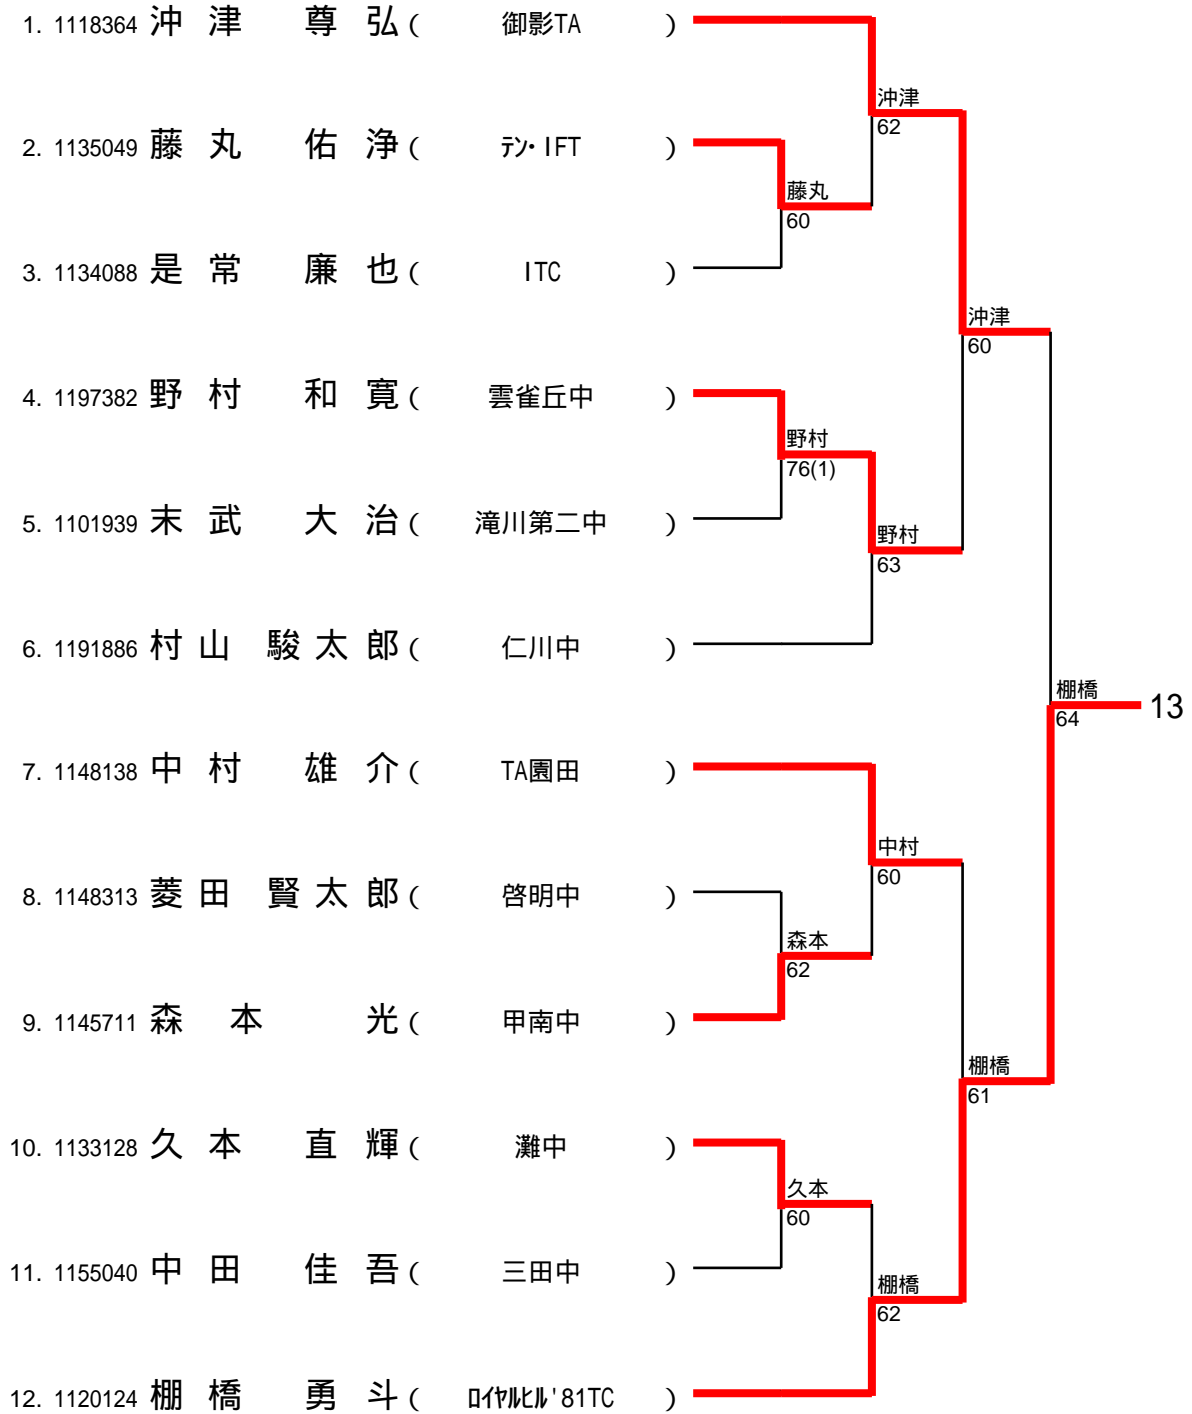 1. 1118364 沖 津 尊 弘 ( 御影TA )
沖津
62
2. 1135049 藤 丸 佑 浄 ( テン・IFT )
藤丸
60
3. 1134088 是 常 廉 也 ( ITC )
沖津
60
4. 1197382 野 村 和 寛 ( 雲雀丘中 )
野村
76(1)
5. 1101939 末 武 大 治 ( 滝川第二中 )
野村
63
6. 1191886 村 山 駿 太 郎 ( 仁川中 )
棚橋
64
13
7. 1148138 中 村 雄 介 ( TA園田 )
中村
60
8. 1148313 菱 田 賢 太 郎 ( 啓明中 )
森本
62
9. 1145711 森 本 光 ( 甲南中 )
棚橋
61
10. 1133128 久 本 直 輝 ( 灘中 )
久本
60
11. 1155040 中 田 佳 吾 ( 三田中 )
棚橋
62
12. 1120124 棚 橋 勇 斗 ( ロイヤルヒル'81TC )